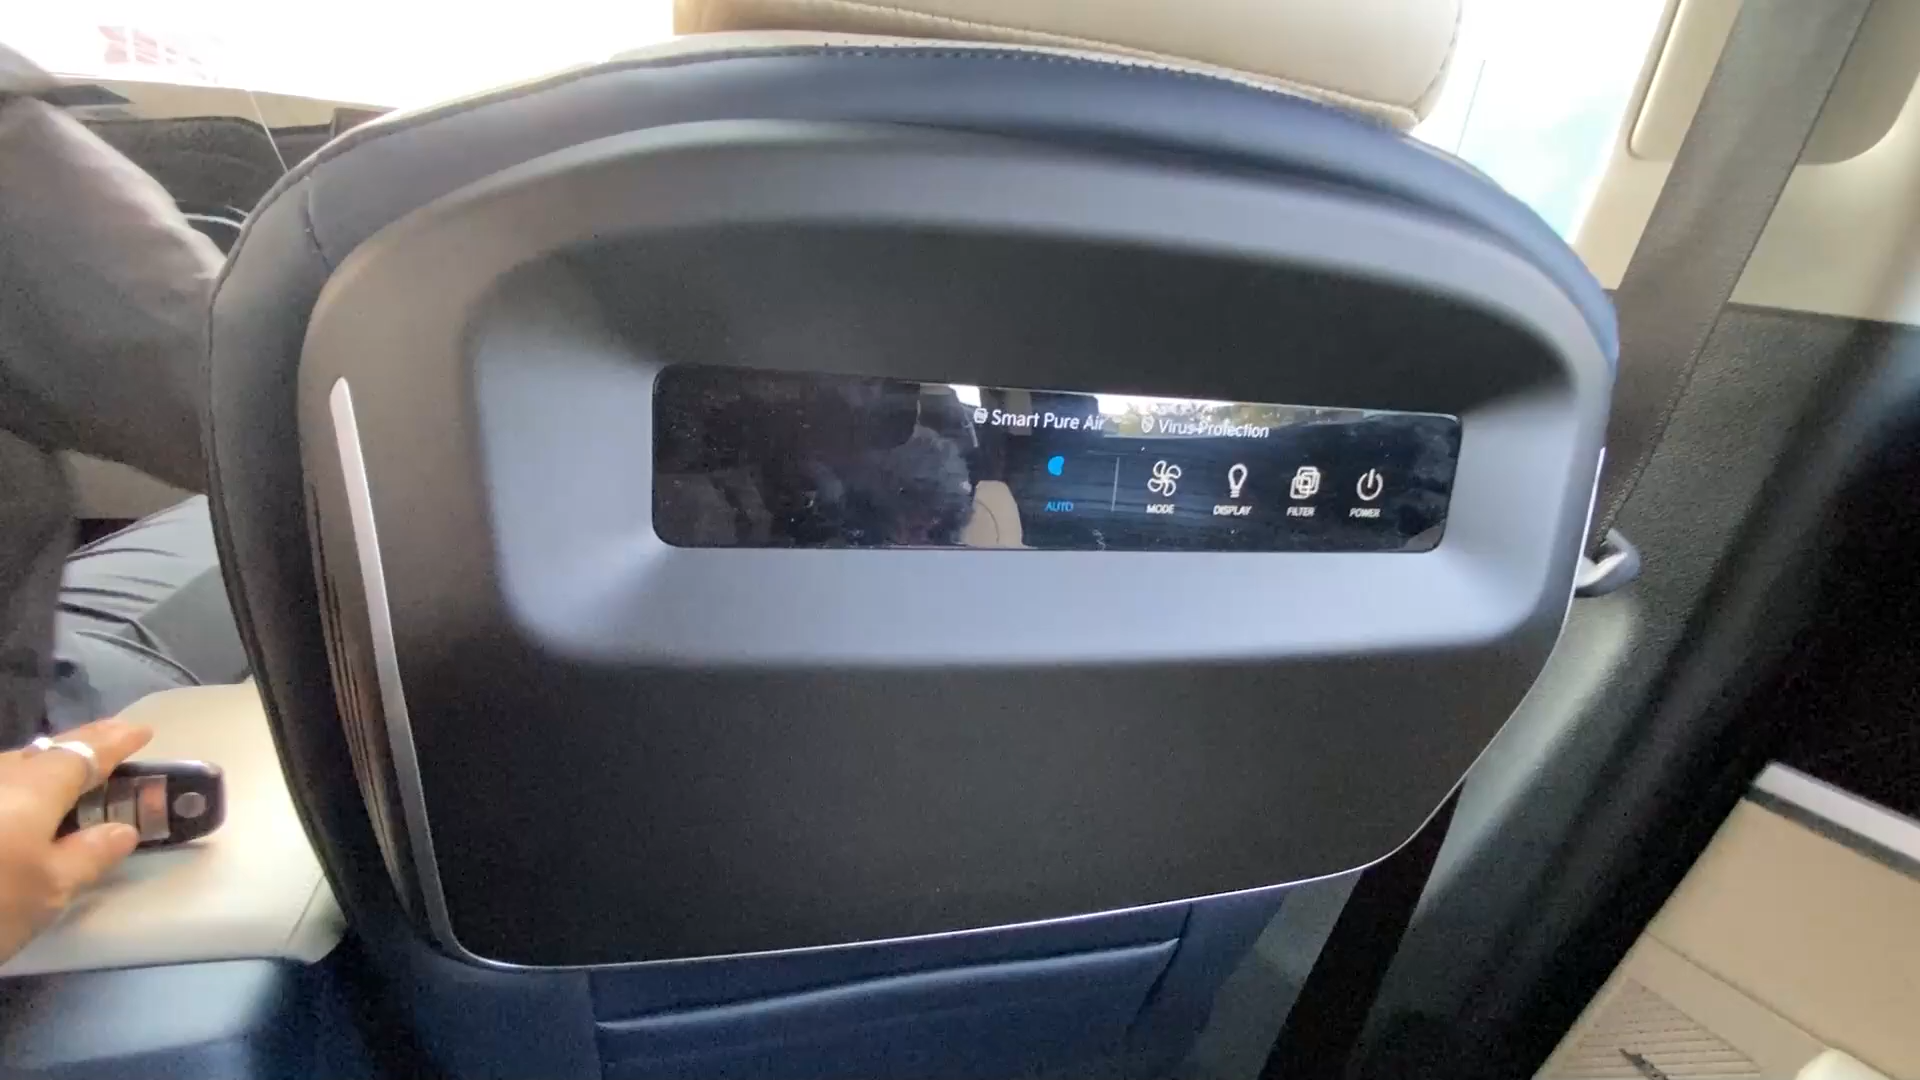 Smart Pure Air
Virus Protection
AUTO
MODE
DISPLAY
FILTER
POWER